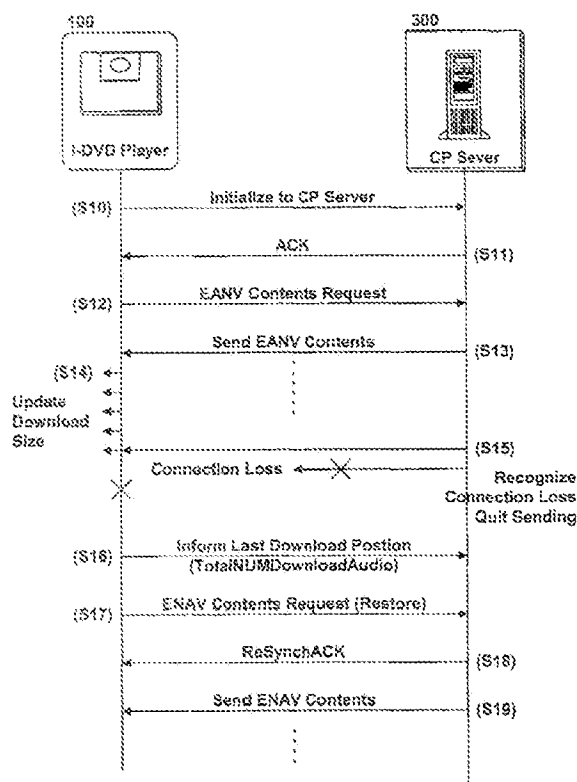 100
300
I-DVD Player
CP Sever
(S10)
Initialize to CP Server
ACK
(S11)
(S12)
EANV Contents Request
Send EANV Contents
(S13)
(S14)
Update
Download
Size
(S15)
Connection Loss
Recognize
Connection Loss
Quit Sending
(S16)
Inform Last Download Postion
(TotalNUMDownloadAudio)
(S17)
ENAV Contents Request (Restore)
ReSynchACK
(S18)
Send ENAV Contents
(S19)